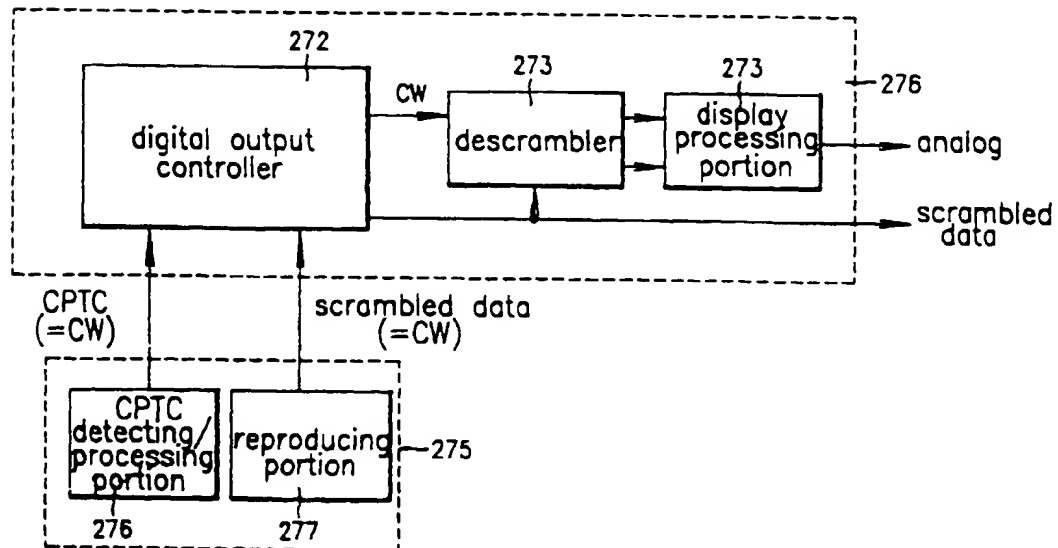 272
digital output
controller
CW
273
descrambler
273
display
processing
portion
276
analog
scrambled
data
CPTC
(=CW)
scrambled data
(=CW)
CPTC
detecting/
processing
portion
276
reproducing
portion
277
275